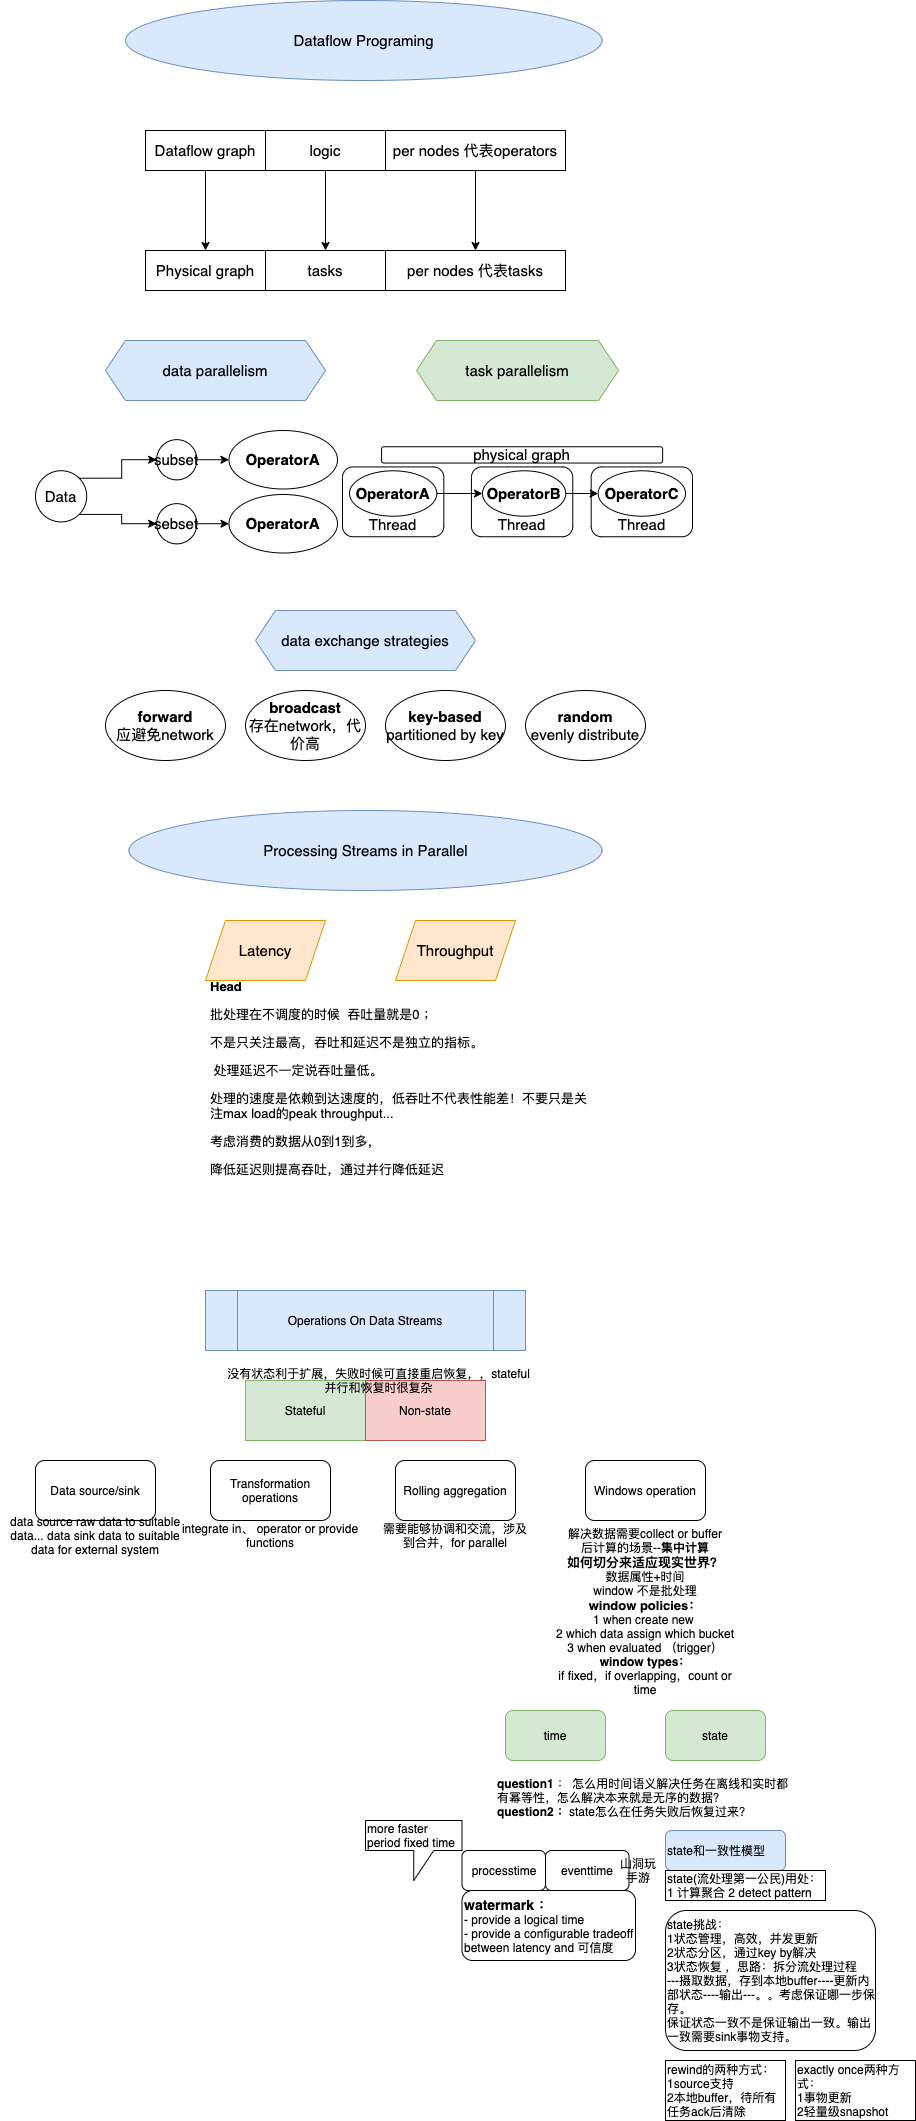 Dataflow Programing
Dataflow graph
logic
per nodes 代表operators
Physical graph
tasks
per nodes 代表tasks
data parallelism
task parallelism
Data
subset
OperatorA
sebset
OperatorA
physical graph
OperatorA
Thread
OperatorB
Thread
OperatorC
Thread
data exchange strategies
forward
应避免network
broadcast
存在network，代
价高
key-based
partitioned by key
random
evenly distribute
Processing Streams in Parallel
Latency
Throughput
Head
批处理在不调度的时候 吞吐量就是0；
不是只关注最高，吞吐和延迟不是独立的指标。
处理延迟不一定说吞吐量低。
处理的速度是依赖到达速度的，低吞吐不代表性能差！不要只是关
注max load的peak throughput...
考虑消费的数据从0到1到多，
降低延迟则提高吞吐，通过并行降低延迟
Operations On Data Streams
没有状态利于扩展，失败时候可直接重启恢复，，stateful
并行和恢复时很复杂
Stateful
Non-state
Data source/sink
data source raw data to suitable
data... data sink data to suitable
data for external system
Transformation
operations
integrate in、 operator or provide
functions
Rolling aggregation
需要能够协调和交流，涉及
到合并，for parallel
Windows operation
解决数据需要collect or buffer
后计算的场景--集中计算
如何切分来适应现实世界?
数据属性+时间
window 不是批处理
window policies：
1 when create new
2 which data assign which bucket
3 when evaluated （trigger）
window types：
if fixed，if overlapping，count or
time
time
state
question1 ： 怎么用时间语义解决任务在离线和实时都
有幂等性，怎么解决本来就是无序的数据?
question2 ：state怎么在任务失败后恢复过来?
more faster
period fixed time
processtime
eventtime
山洞玩
手游
watermark ：
- provide a logical time
- provide a configurable tradeoff
between latency and 可信度
state和一致性模型
state(流处理第一公民)用处：
1 计算聚合 2 detect pattern
state挑战：
1状态管理，高效，并发更新
2状态分区，通过key by解决
3状态恢复 ，思路：拆分流处理过程
---摄取数据，存到本地buffer----更新内
部状态----输出---。。考虑保证哪一步保
存。
保证状态一致不是保证输出一致。输出
一致需要sink事物支持。
rewind的两种方式：
1source支持
2本地buffer，待所有
任务ack后清除
exactly once两种方
式：
1事物更新
2轻量级snapshot